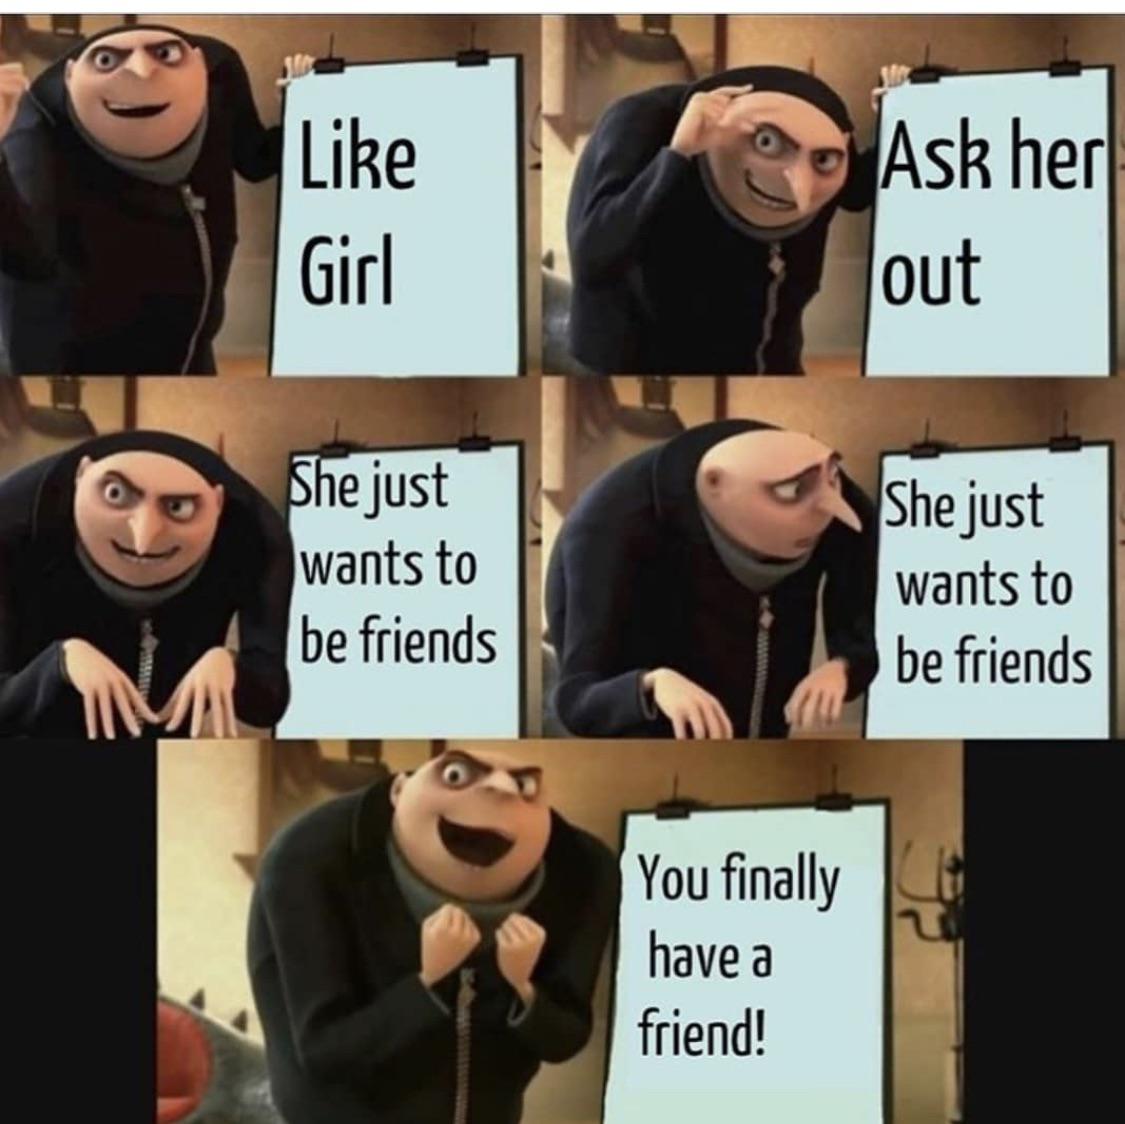 Like
Girl
Ask her
out
She just
wants to
be friends
She just
wants to
be friends
You finally
have a
friend!